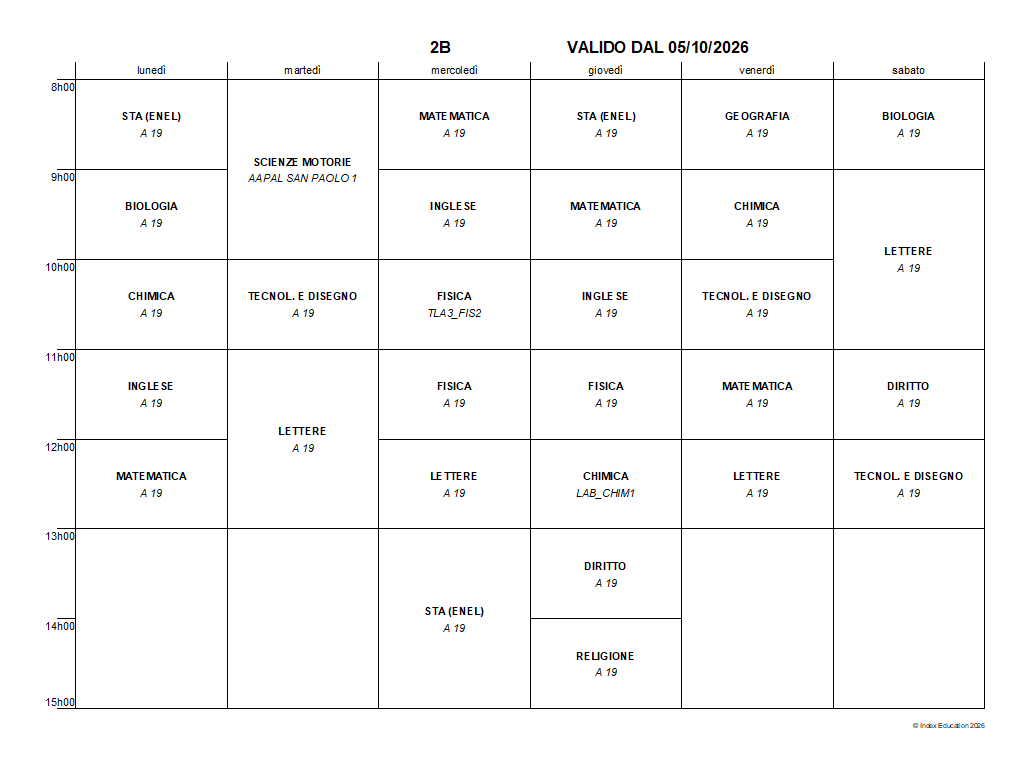 2B VALIDO DAL 05/10/2026
lunedì martedì mercoledì giovedì venerdì sabato
8h00
STA (ENEL) MATEMATICA STA (ENEL) GEOGRAFIA BIOLOGIA
A 19 A 19 A 19 A 19 A 19
SCIENZE MOTORIE
AAPAL SAN PAOLO 1
9h00
BIOLOGIA INGLESE MATEMATICA CHIMICA
A 19 A 19 A 19 A 19
LETTERE
A 19
10h00
CHIMICA TECNOL. E DISEGNO FISICA INGLESE TECNOL. E DISEGNO
A 19 A 19 TLA3_FIS2 A 19 A 19
11h00
INGLESE FISICA FISICA MATEMATICA DIRITTO
A 19 A 19 A 19 A 19 A 19
LETTERE
A 19
12h00
MATEMATICA LETTERE CHIMICA LETTERE TECNOL. E DISEGNO
A 19 A 19 LAB_CHIM1 A 19 A 19
13h00
DIRITTO
A 19
STA (ENEL)
A 19
14h00
RELIGIONE
A 19
15h00
© Index Education 2026